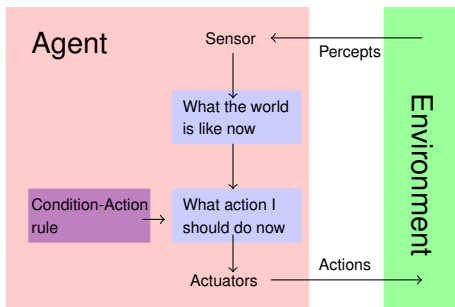 Agent
Sensor
Percepts
What the world
is like now
Environment
Condition-Action
rule
What action I
should do now
Actuators
Actions